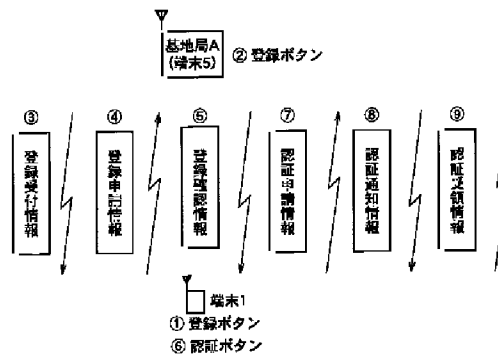 基地局A
(端末5)
② 登録ボタン
③
④
⑤
⑦
⑧
⑨
登録受付情報
登録申請情報
登録確認情報
認証申請情報
認証通知情報
認証受領情報
端末1
① 登録ボタン
⑥ 認証ボタン